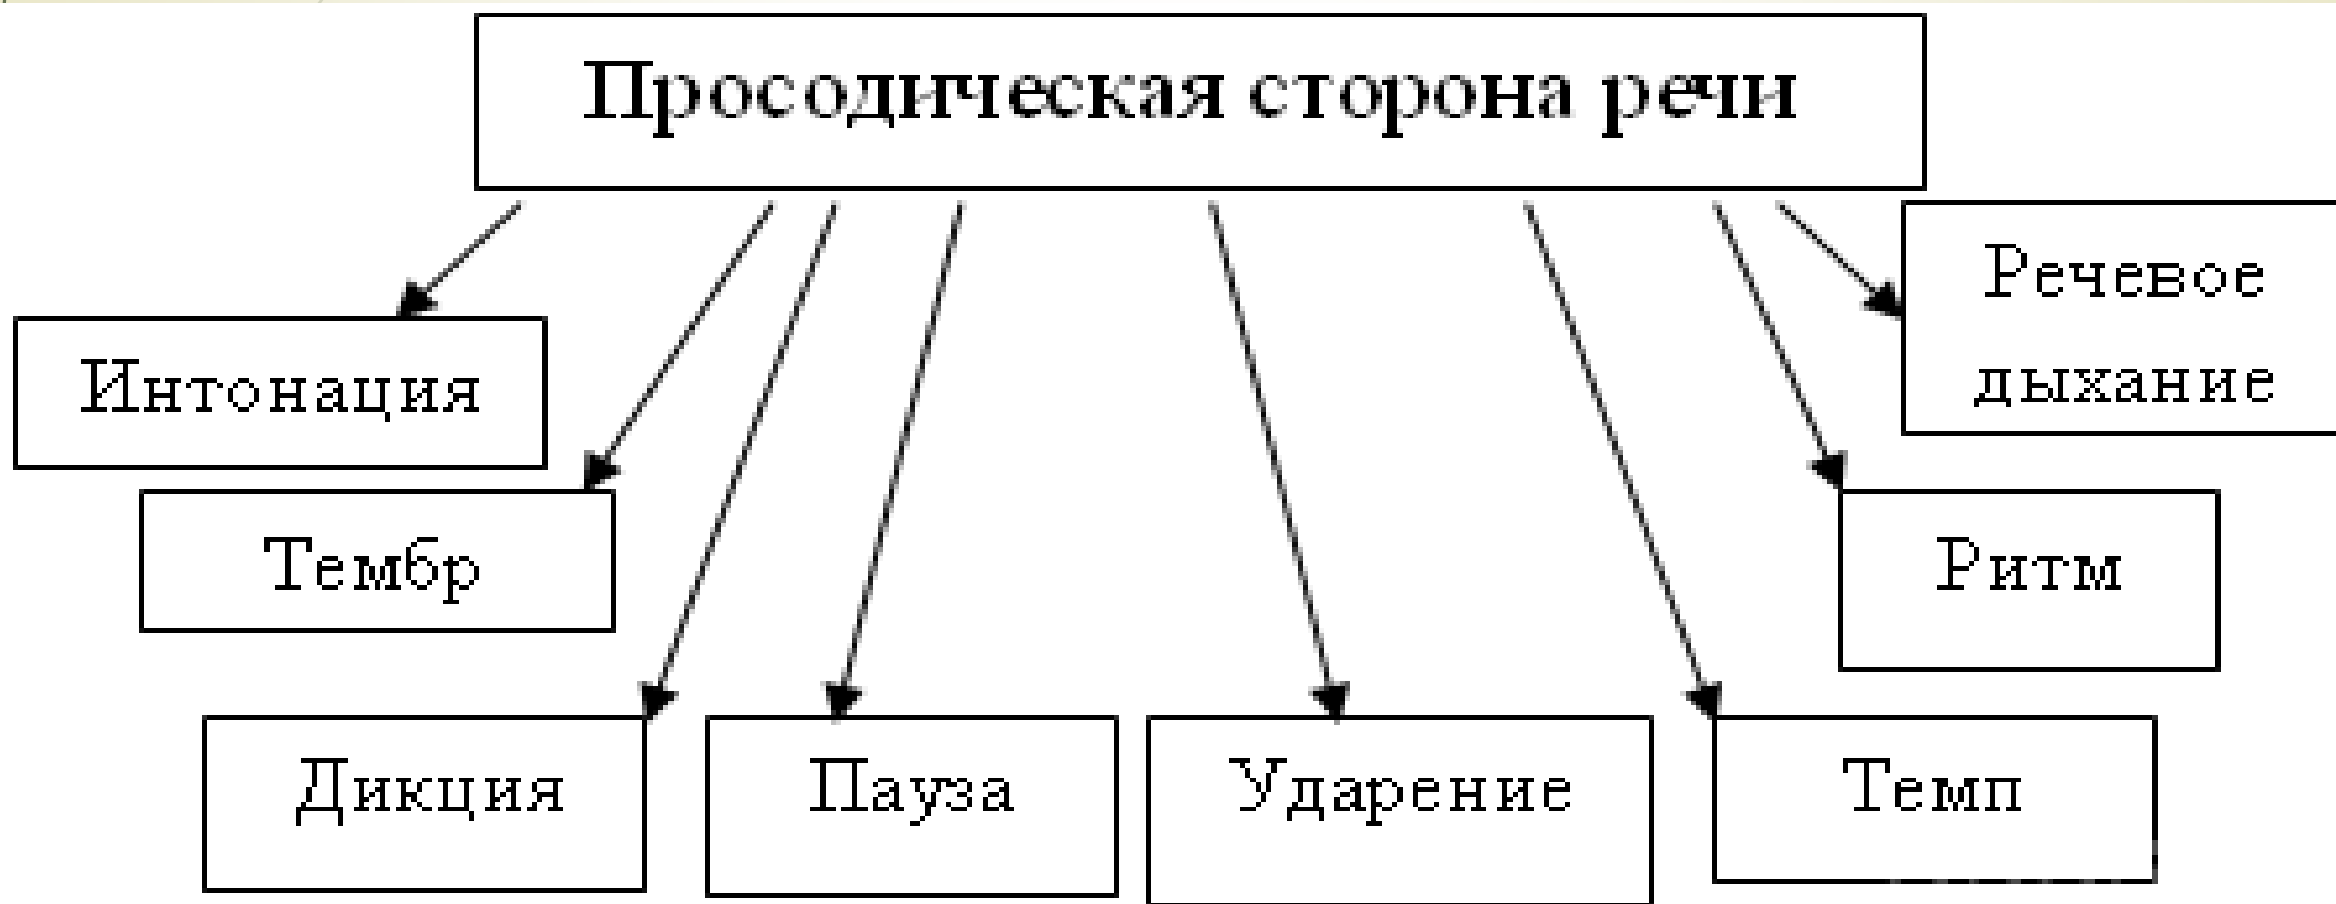 Просодическая сторона речи
Речевое
дыхание
Интонация
Тембр
Ритм
Дикция
Пауза
Ударение
Темп